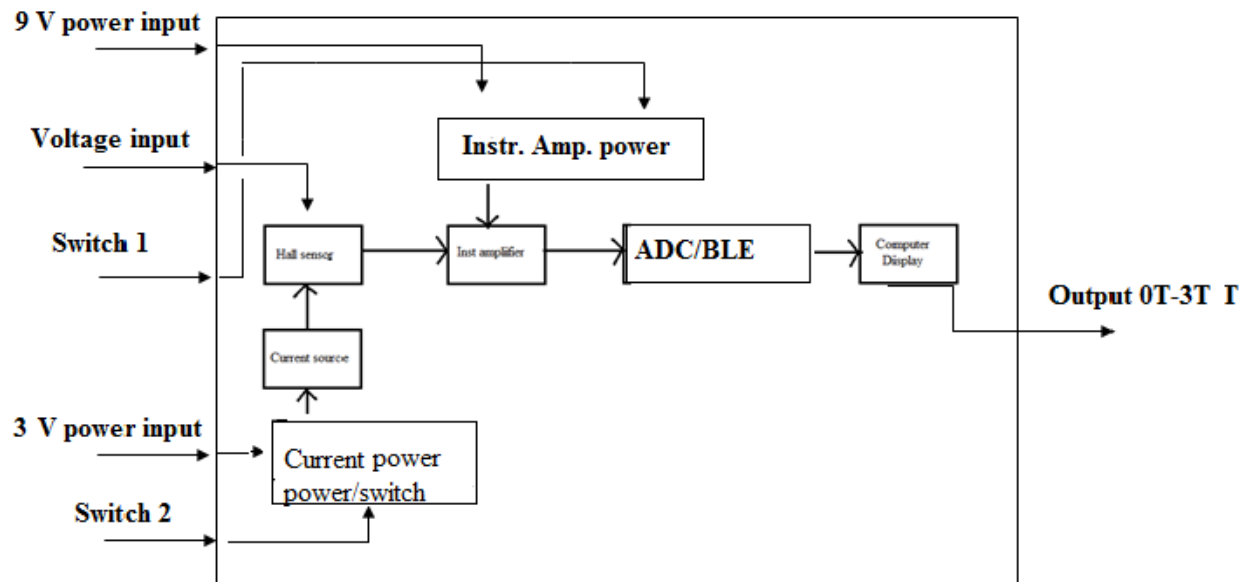 9 V power input
Voltage input
Instr. Amp. power
Switch 1
Hall sensor
Inst amplifier
ADC/BLE
Computer
Display
Output 0T-3T T
Current source
3 V power input
Current power
power/switch
Switch 2